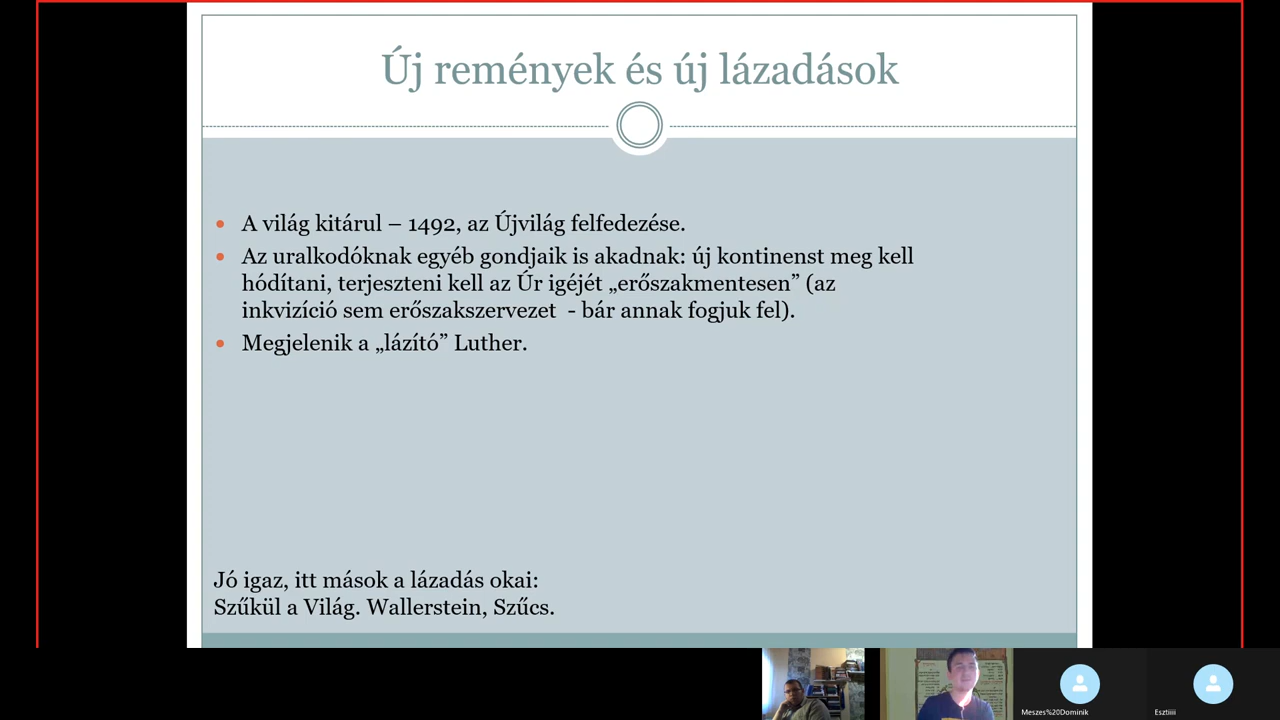 Új remények és új lázadások
A világ kitárul – 1492, az Újvilág felfedezése.
Az uralkodóknak egyéb gondjaik is akadnak: új kontinenst meg kell
hódítani, terjeszteni kell az Úr igéjét „erőszakmentesen” (az
inkvizíció sem erőszakszervezet - bár annak fogjuk fel).
Megjelenik a „lázító” Luther.
Jó igaz, itt mások a lázadás okai:
Szűkül a Világ. Wallerstein, Szűcs.
Meszes%20Dominik
Esztiiii